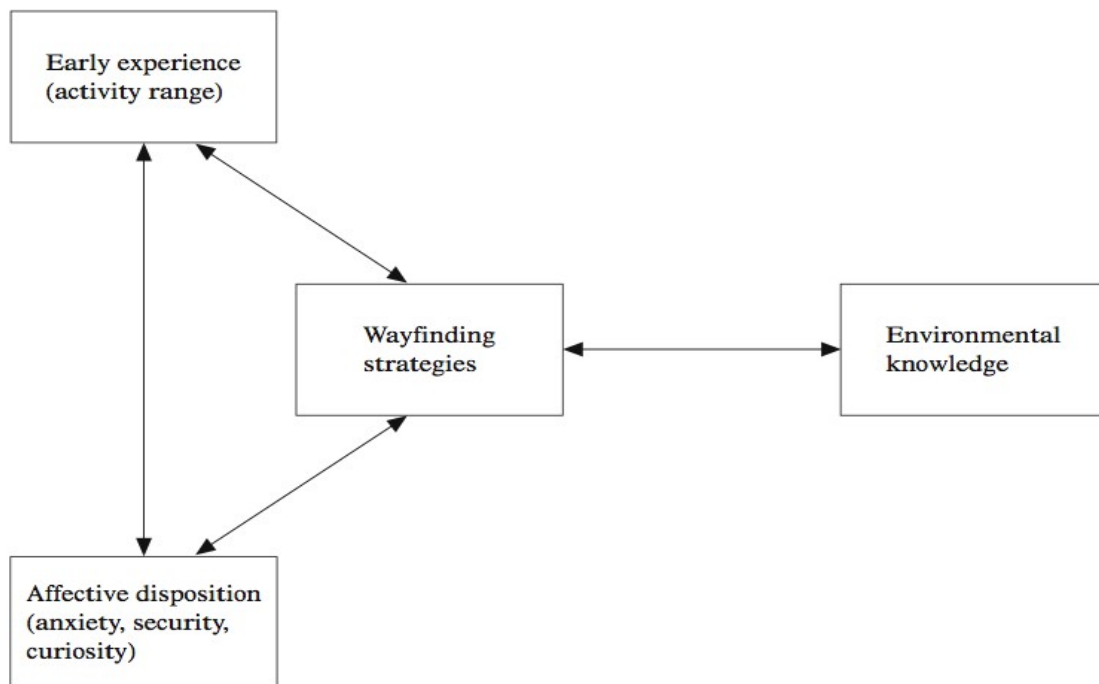 Early experience
(activity range)
Wayfinding
strategies
Environmental
knowledge
Affective disposition
(anxiety, security,
curiosity)